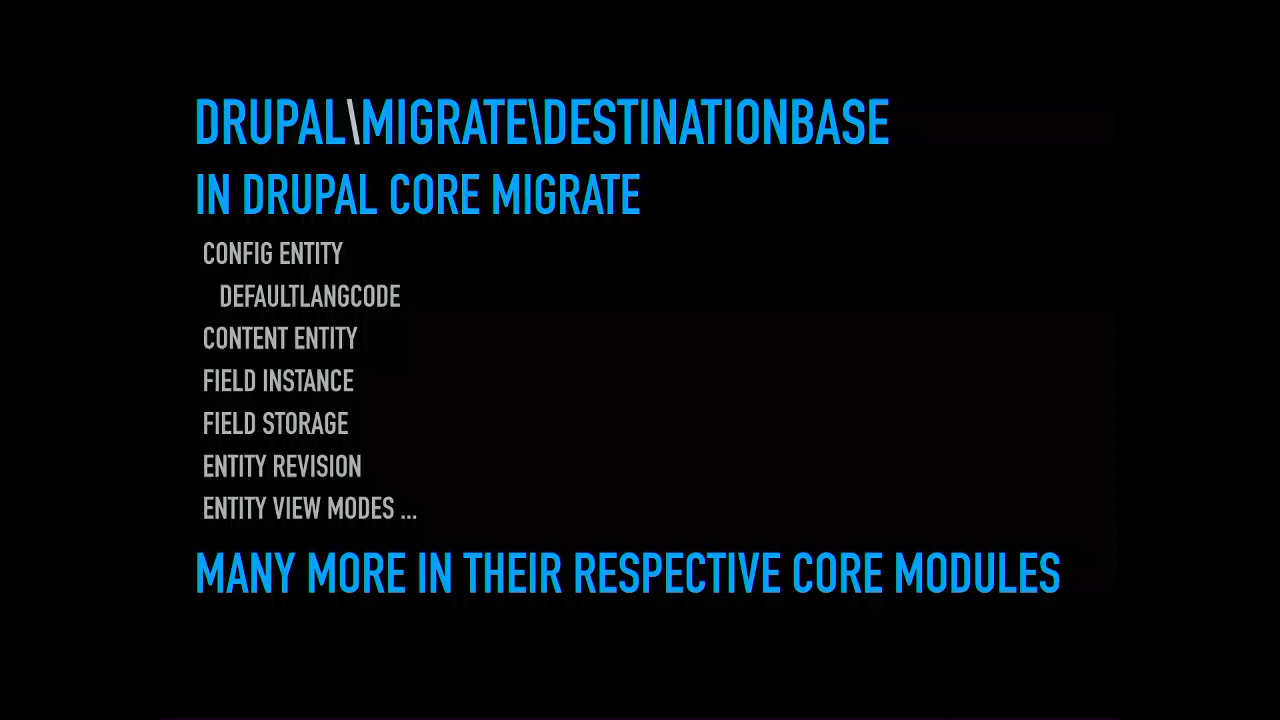 DRUPAL\MIGRATE\DESTINATIONBASE
IN DRUPAL CORE MIGRATE
CONFIG ENTITY
DEFAULTLANGCODE
CONTENT ENTITY
FIELD INSTANCE
FIELD STORAGE
ENTITY REVISION
ENTITY VIEW MODES ...
MANY MORE IN THEIR RESPECTIVE CORE MODULES